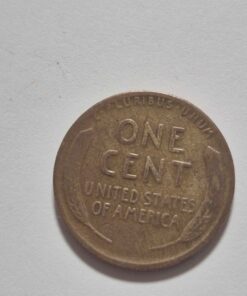 PLURIBUS UNUM
ONE
CENT
UNITED STATES
OF AMERICA